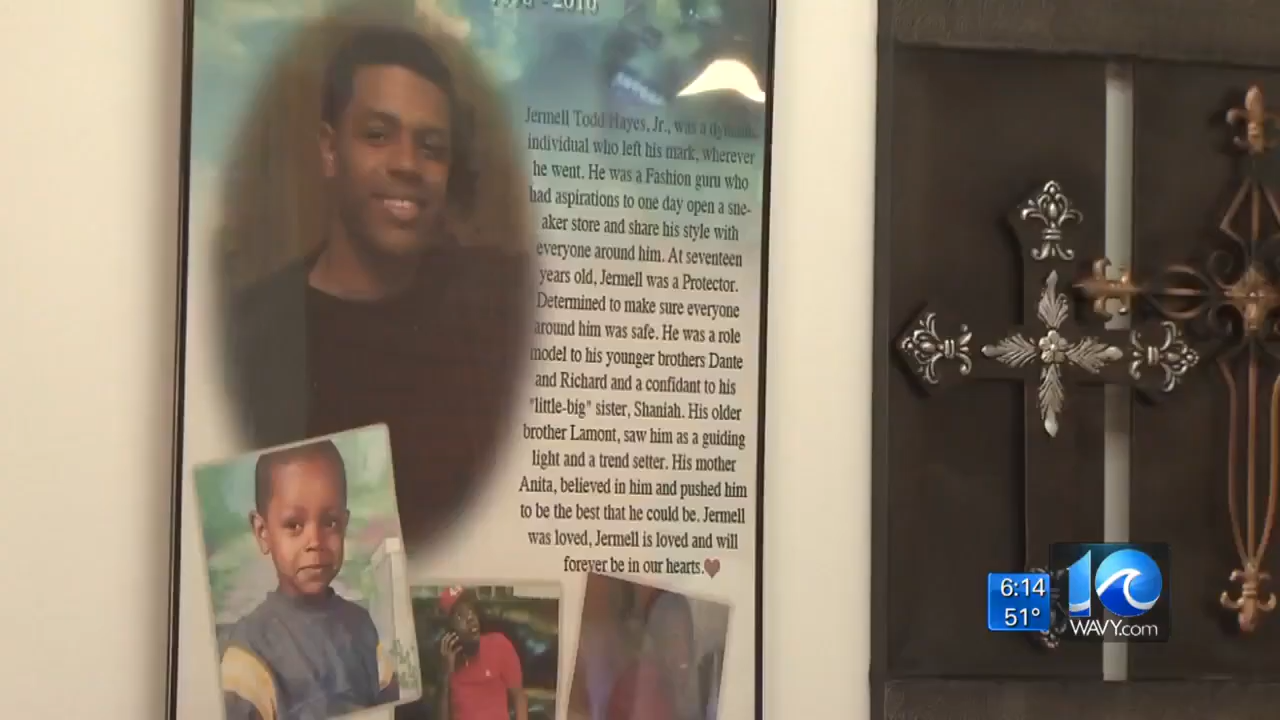 Jermell Todd Hayes, Jr., was a dynamic
individual who left his mark, wherever
he went. He was a Fashion guru who
had aspirations to one day open a sne-
aker store and share his style with
everyone around him. At seventeen
years old, Jermell was a Protector.
Determined to make sure everyone
around him was safe. He was a role
model to his younger brothers Dante
and Richard and a confidant to his
"little-big" sister, Shaniah. His older
brother Lamont, saw him as a guiding
light and a trend setter. His mother
Anita, believed in him and pushed him
to be the best that he could be. Jermell
was loved, Jermell is loved and will
forever be in our hearts.❤
6:14
51°
10
WAVY.com